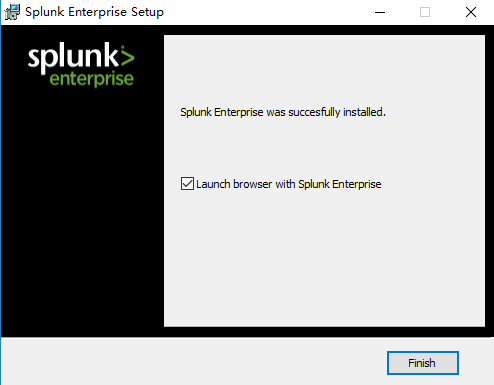 Splunk Enterprise Setup
splunk>
enterprise
Splunk Enterprise was succesfully installed.
Launch browser with Splunk Enterprise
Finish